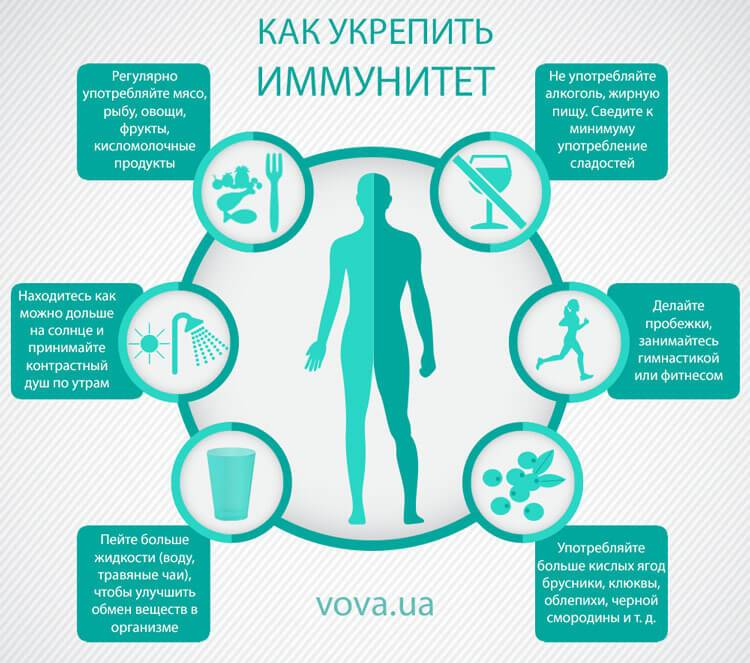 КАК УКРЕПИТЬ
ИММУНИТЕТ
Регулярно
употребляйте мясо,
рыбу, овощи,
фрукты,
кисломолочные
продукты
Не употребляйте
алкоголь, жирную
пищу. Сведите к
минимуму
употребление
сладостей
Находитесь как
можно дольше
на солнце и
принимайте
контрастный
душ по утрам
Делайте
пробежки,
занимайтесь
гимнастикой
или фитнесом
Пейте больше
жидкости (воду,
травяные чаи),
чтобы улучшить
обмен веществ в
организме
Употребляйте
больше кислых ягод
брусники, клюквы,
облепихи, черной
смородины и т. д.
vova.ua